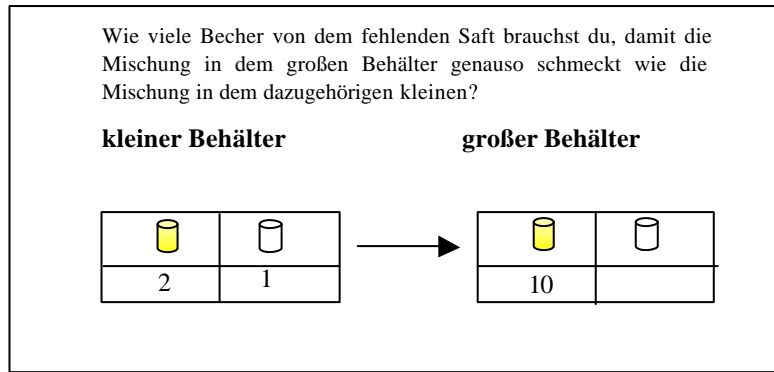 Wie viele Becher von dem fehlenden Saft brauchst du, damit die
Mischung in dem großen Behälter genauso schmeckt wie die
Mischung in dem dazugehörigen kleinen?
kleiner Behälter großer Behälter
2 1 10